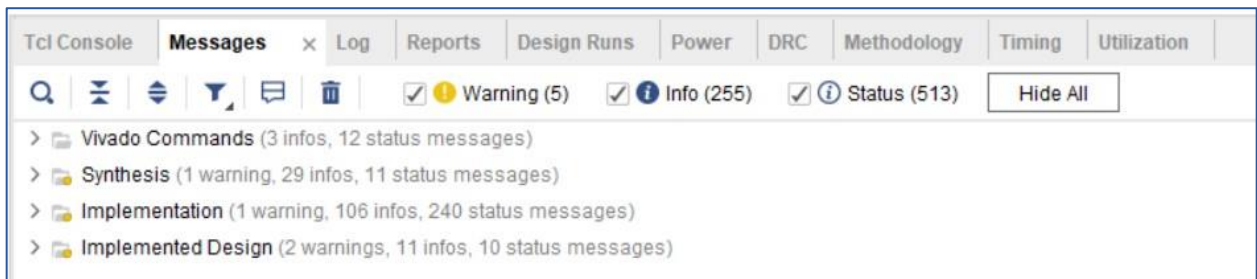 Tcl Console Messages × Log Reports Design Runs Power DRC Methodology Timing Utilization
Warning (5) Info (255) Status (513) Hide All
Vivado Commands (3 infos, 12 status messages)
Synthesis (1 warning, 29 infos, 11 status messages)
Implementation (1 warning, 106 infos, 240 status messages)
Implemented Design (2 warnings, 11 infos, 10 status messages)